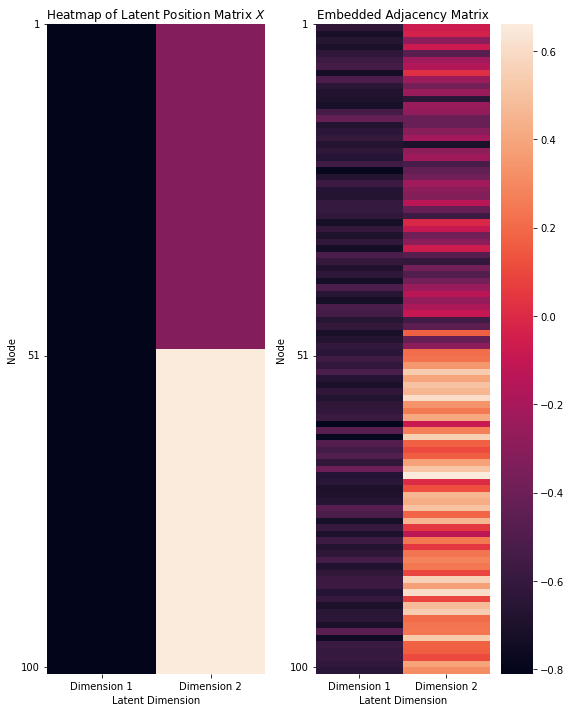 Heatmap of Latent Position Matrix X
Embedded Adjacency Matrix
1
51
100
Node
Dimension 1
Dimension 2
Latent Dimension
1
51
100
Node
Dimension 1
Dimension 2
Latent Dimension
0.6
0.4
0.2
0.0
−0.2
−0.4
−0.6
−0.8